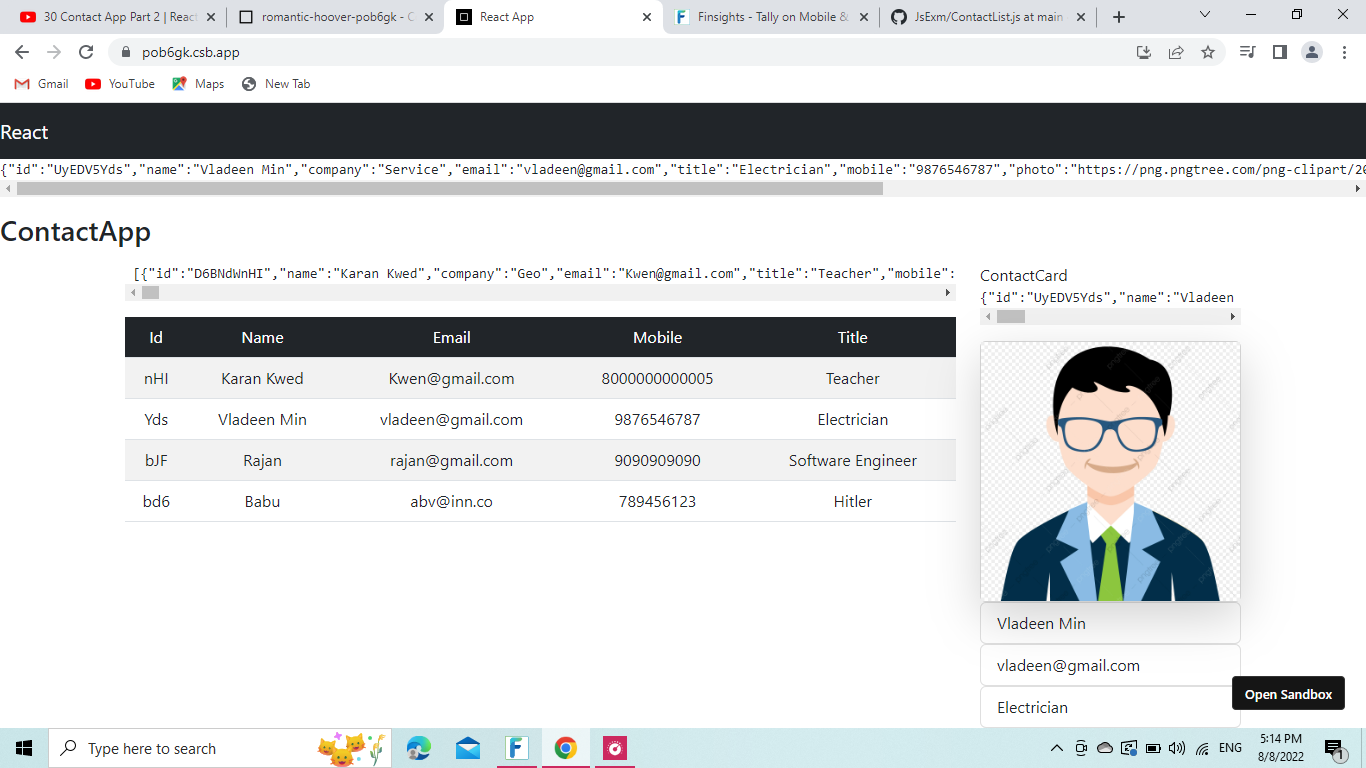 30 Contact App Part 2 | Reac
romantic-hoover-pob6gk - C
React App
Finsights - Tally on Mobile &
JsExm/ContactList.js at main
pob6gk.csb.app
Gmail
YouTube
Maps
New Tab
React
{"id":"UyEDV5Yds","name":"Vladeen Min","company":"Service","email":"vladeen@gmail.com","title":"Electrician","mobile":"9876546787","photo":"https://png.pngtree.com/png-clipart/20
ContactApp
[{"id":"D6BNdWnHI","name":"Karan Kwed","company":"Geo","email":"Kwen@gmail.com","title":"Teacher","mobile":
Id Name Email Mobile Title
nHI Karan Kwed Kwen@gmail.com 8000000000005 Teacher
Yds Vladeen Min vladeen@gmail.com 9876546787 Electrician
bJF Rajan rajan@gmail.com 9090909090 Software Engineer
bd6 Babu abv@inn.co 789456123 Hitler
ContactCard
{"id":"UyEDV5Yds","name":"Vladeen
pngtree
Vladeen Min
vladeen@gmail.com
Electrician
Open Sandbox
Type here to search
ENG
5:14 PM
8/8/2022
1